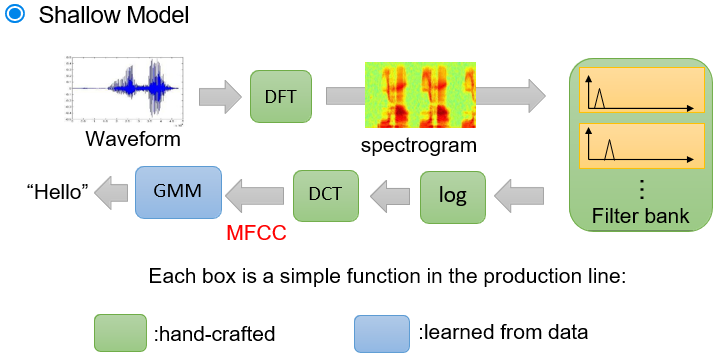 Shallow Model
Waveform
DFT
spectrogram
Filter bank
log
DCT
MFCC
GMM
“Hello”
Each box is a simple function in the production line:
:hand-crafted
:learned from data